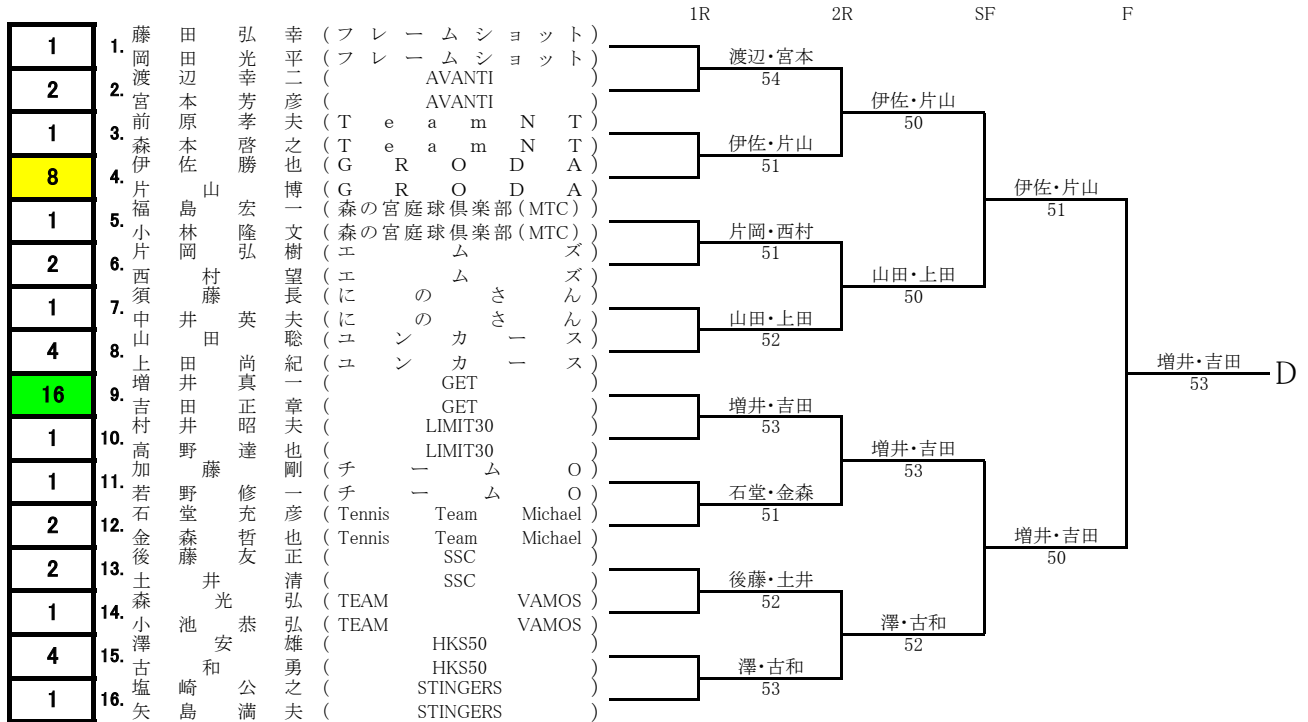 1R 2R SF F
1 1. 藤田弘幸 (フレームショット)
岡田光平 (フレームショット)
2 2. 渡辺幸二 (AVANTI)
宮本芳彦 (AVANTI)
1 3. 前原孝夫 (TeamNT)
森本啓之 (TeamNT)
8 4. 伊佐勝也 (GRODA)
片山博 (GRODA)
1 5. 福島宏一 (森の宮庭球倶楽部(MTC))
小林隆文 (森の宮庭球倶楽部(MTC))
2 6. 片岡弘樹 (エムズ)
西村望 (エムズ)
1 7. 須藤長 (にのさん)
中井英夫 (にのさん)
4 8. 山田聡 (ユンカース)
上田尚紀 (ユンカース)
16 9. 増井真一 (GET)
吉田正章 (GET)
1 10. 村井昭夫 (LIMIT30)
高野達也 (LIMIT30)
1 11. 加藤剛 (チームO)
若野修一 (チームO)
2 12. 石堂充彦 (Tennis Team Michael)
金森哲也 (Tennis Team Michael)
2 13. 後藤友正 (SSC)
土井清 (SSC)
1 14. 森光弘 (TEAM VAMOS)
小池恭弘 (TEAM VAMOS)
4 15. 澤安雄 (HKS50)
古和勇 (HKS50)
1 16. 塩崎公之 (STINGERS)
矢島満夫 (STINGERS)
渡辺・宮本
54
伊佐・片山
51
片岡・西村
51
山田・上田
52
増井・吉田
53
石堂・金森
51
後藤・土井
52
澤・古和
53
伊佐・片山
50
山田・上田
50
増井・吉田
53
澤・古和
52
伊佐・片山
51
増井・吉田
50
増井・吉田
53
D